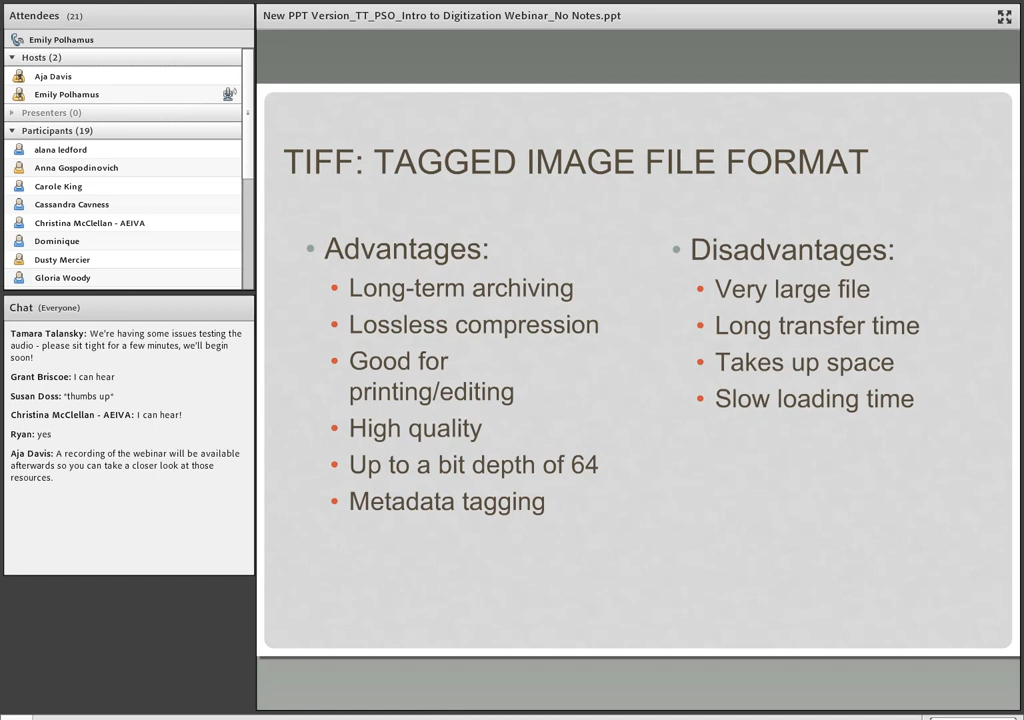 Attendees (21)
Emily Polhamus
Hosts (2)
Aja Davis
Emily Polhamus
Presenters (0)
Participants (19)
alana ledford
Anna Gospodinovich
Carole King
Cassandra Cavness
Christina McClellan - AEIVA
Dominique
Dusty Mercier
Gloria Woody
Chat (Everyone)
Tamara Talansky: We're having some issues testing the
audio - please sit tight for a few minutes, we'll begin
soon!
Grant Briscoe: I can hear
Susan Doss: *thumbs up*
Christina McClellan - AEIVA: I can hear!
Ryan: yes
Aja Davis: A recording of the webinar will be available
afterwards so you can take a closer look at those
resources.
New PPT Version_TT_PSO_Intro to Digitization Webinar_No Notes.ppt
TIFF: TAGGED IMAGE FILE FORMAT
• Advantages:
• Long-term archiving
• Lossless compression
• Good for
printing/editing
• High quality
• Up to a bit depth of 64
• Metadata tagging
• Disadvantages:
• Very large file
• Long transfer time
• Takes up space
• Slow loading time